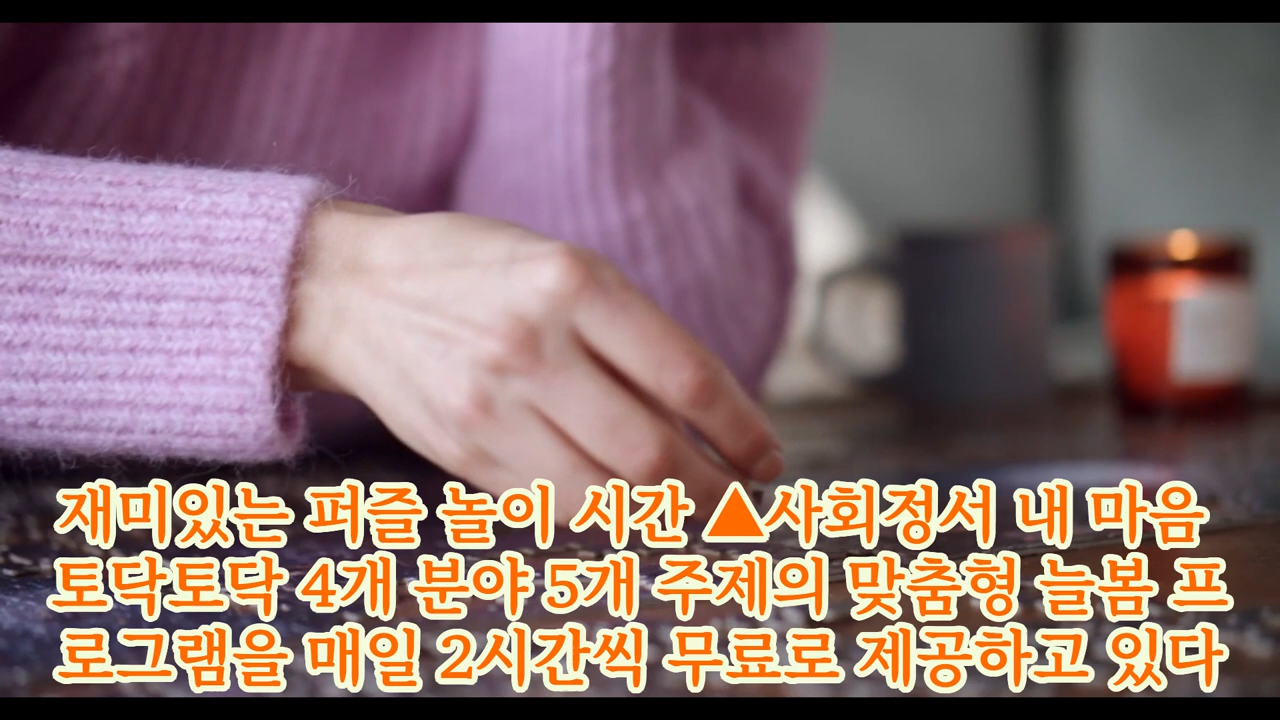 재미있는 퍼즐 놀이 시간 ▲사회정서 내 마음
토닥토닥 4개 분야 5개 주제의 맞춤형 늘봄 프
로그램을 매일 2시간씩 무료로 제공하고 있다